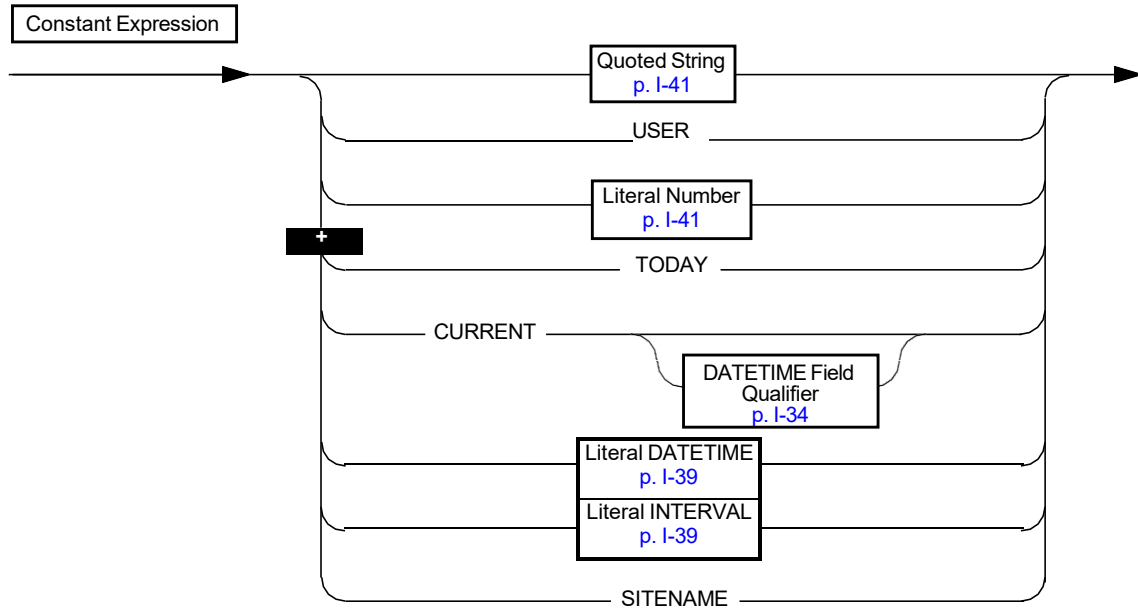 Constant Expression
Quoted String
p. I-41
USER
Literal Number
p. I-41
+
TODAY
CURRENT
DATETIME Field
Qualifier
p. I-34
Literal DATETIME
p. I-39
Literal INTERVAL
p. I-39
SITENAME